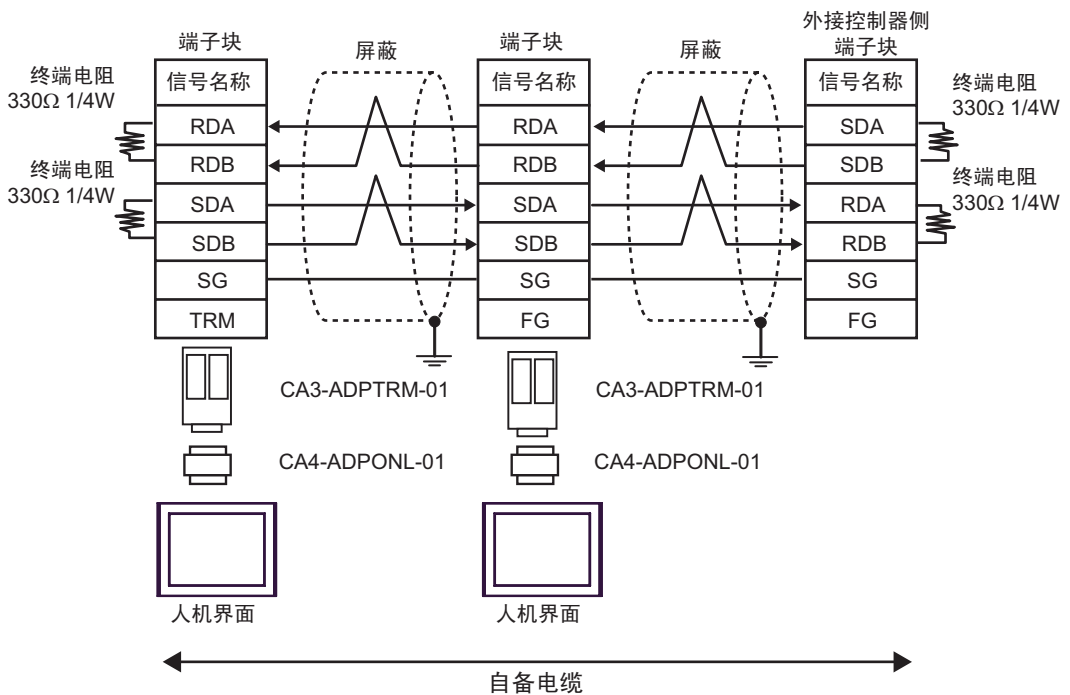 外接控制器侧
端子块
屏蔽
端子块
屏蔽
端子块
终端电阻
330Ω 1/4W
信号名称
信号名称
信号名称
终端电阻
330Ω 1/4W
RDA
RDA
SDA
RDB
RDB
SDB
终端电阻
330Ω 1/4W
SDA
SDA
RDA
终端电阻
330Ω 1/4W
SDB
SDB
RDB
SG
SG
SG
TRM
FG
FG
CA3-ADPTRM-01
CA3-ADPTRM-01
CA4-ADPONL-01
CA4-ADPONL-01
人机界面
人机界面
自备电缆